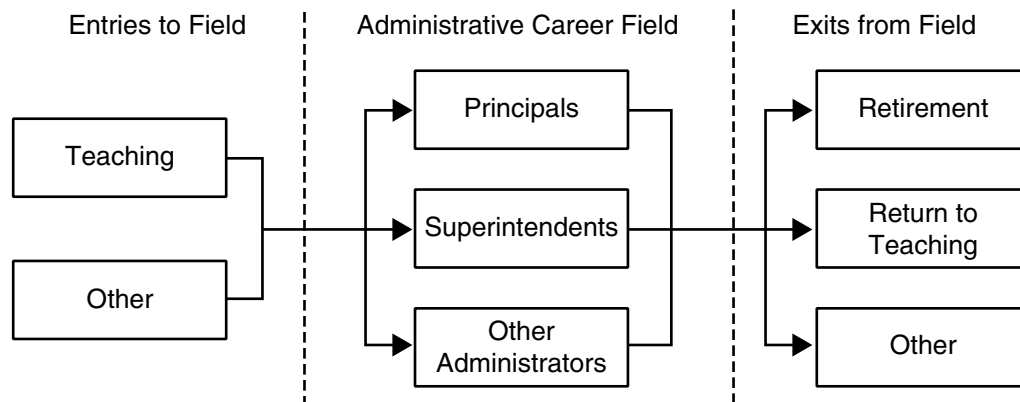 Entries to Field
Administrative Career Field
Exits from Field
Teaching
Other
Principals
Superintendents
Other
Administrators
Retirement
Return to
Teaching
Other